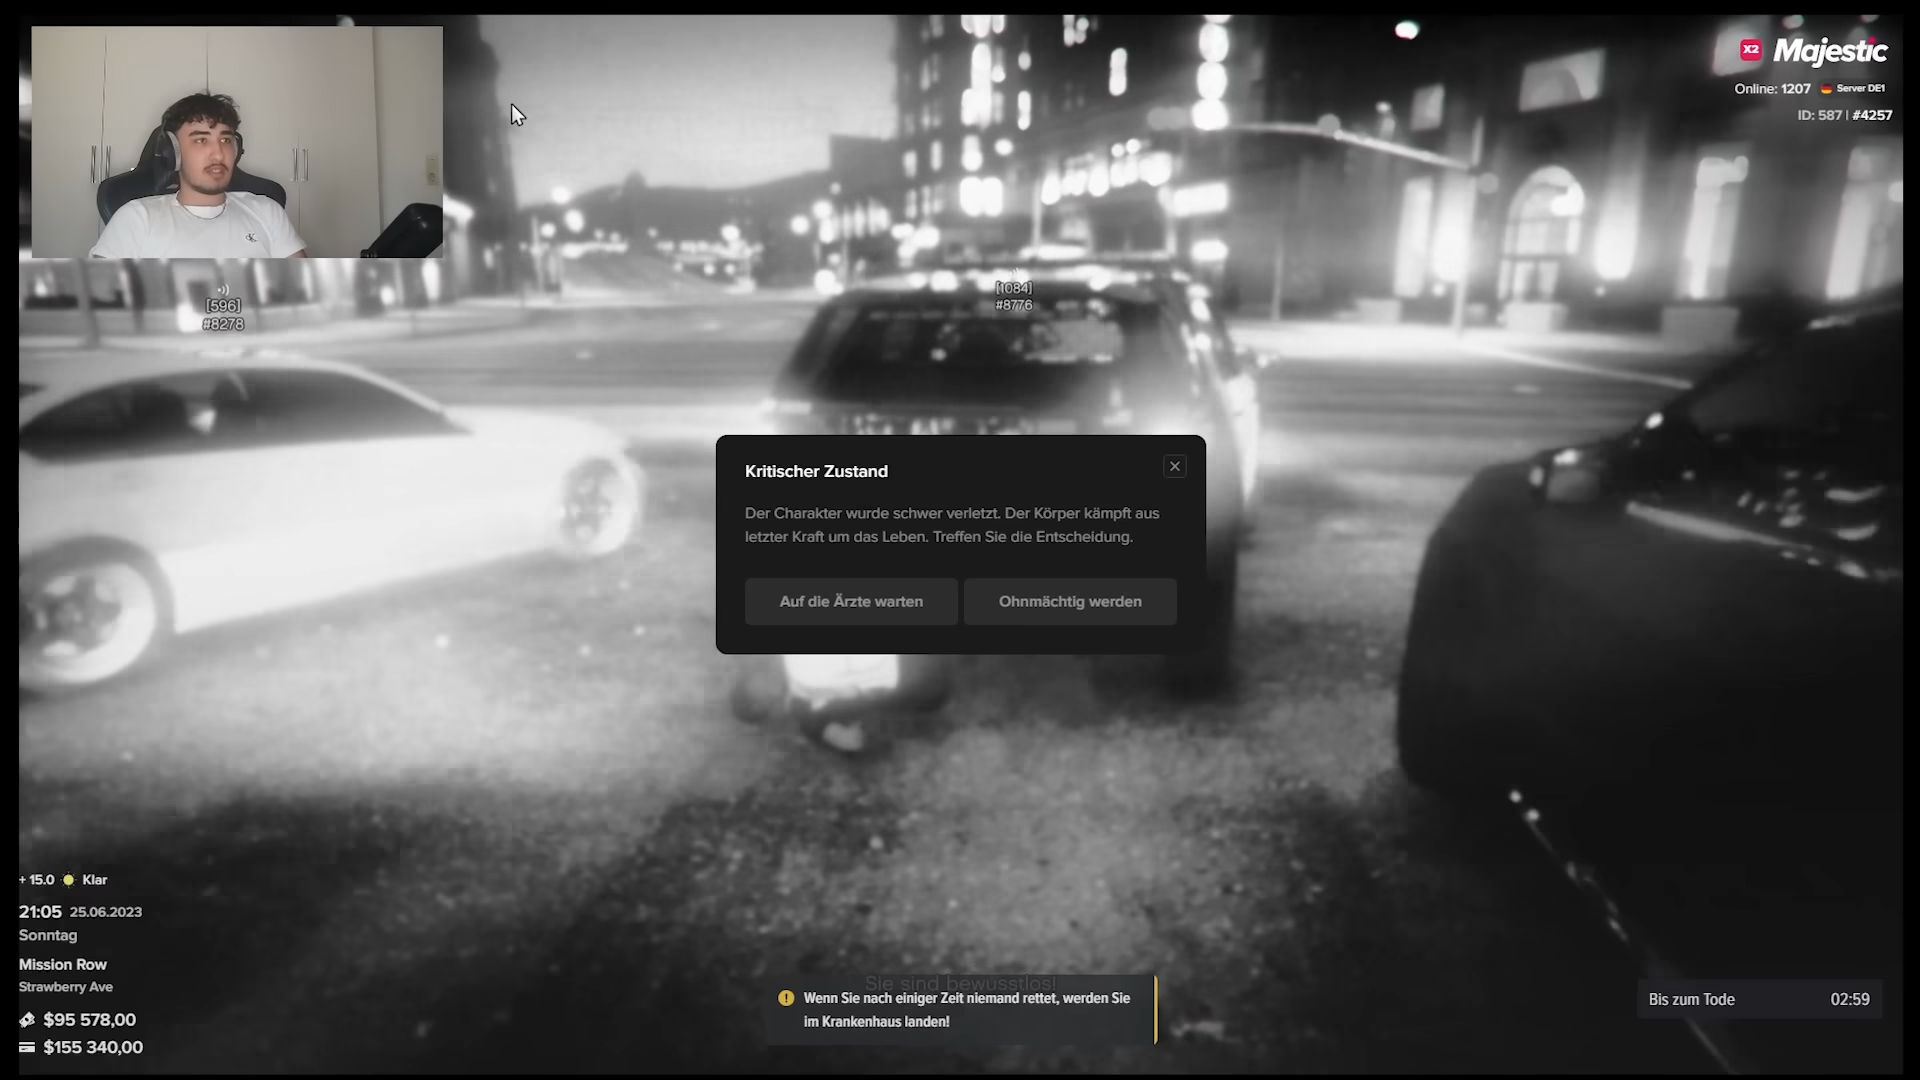 X2 Majestic
Online: 1207 Server DE1
ID: 587 | #4257
[596]
#8278
[1084]
#8776
Kritischer Zustand
Der Charakter wurde schwer verletzt. Der Körper kämpft aus
letzter Kraft um das Leben. Treffen Sie die Entscheidung.
Auf die Ärzte warten
Ohnmächtig werden
+ 15.0 Klar
21:05 25.06.2023
Sonntag
Mission Row
Strawberry Ave
$95 578,00
$155 340,00
Sie sind bewusstlos!
Wenn Sie nach einiger Zeit niemand rettet, werden Sie
im Krankenhaus landen!
Bis zum Tode 02:59